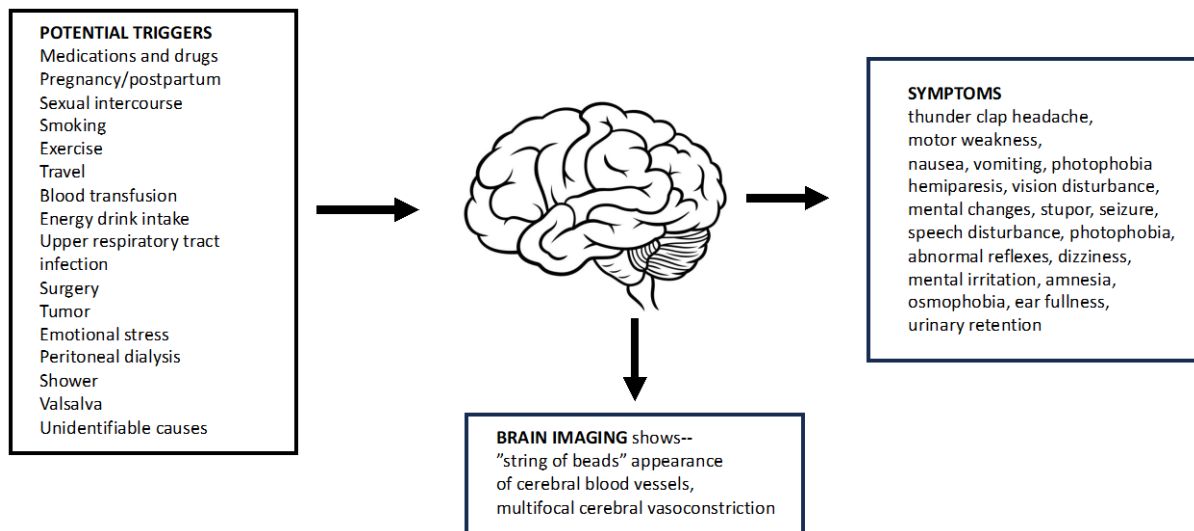 POTENTIAL TRIGGERS
Medications and drugs
Pregnancy/postpartum
Sexual intercourse
Smoking
Exercise
Travel
Blood transfusion
Energy drink intake
Upper respiratory tract
infection
Surgery
Tumor
Emotional stress
Peritoneal dialysis
Shower
Valsalva
Unidentifiable causes
SYMPTOMS
thunder clap headache,
motor weakness,
nausea, vomiting, photophobia
hemiparesis, vision disturbance,
mental changes, stupor, seizure,
speech disturbance, photophobia,
abnormal reflexes, dizziness,
mental irritation, amnesia,
osmophobia, ear fullness,
urinary retention
BRAIN IMAGING shows--
”string of beads” appearance
of cerebral blood vessels,
multifocal cerebral vasoconstriction